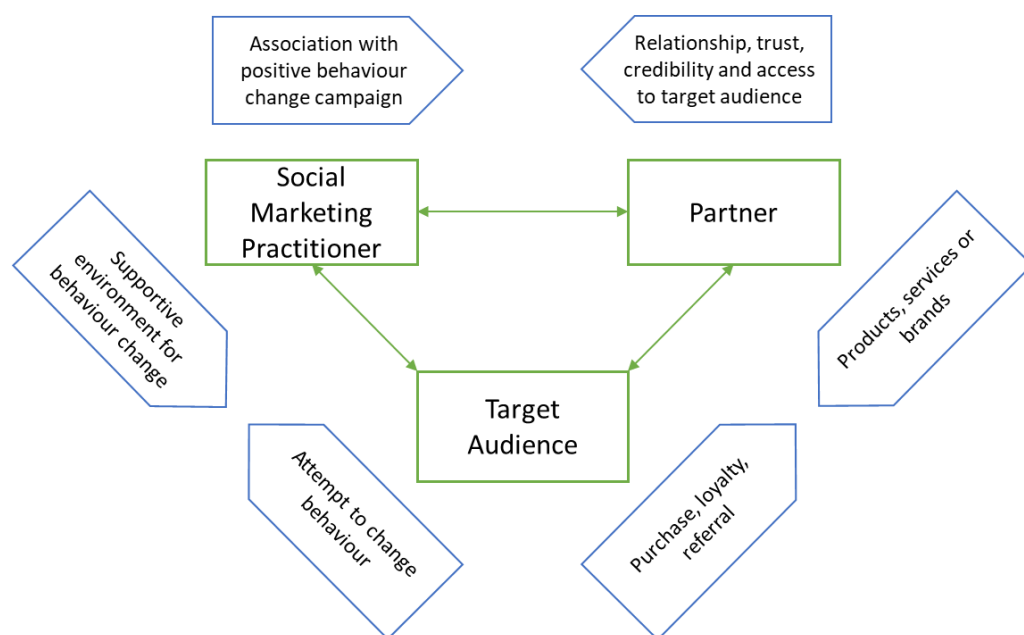 Association with
positive behaviour
change campaign
Relationship, trust,
credibility and access
to target audience
Social
Marketing
Practitioner
Partner
Supportive
environment for
behaviour change
Products, services or
brands
Target
Audience
Attempt to change
behaviour
Purchase, loyalty,
referral